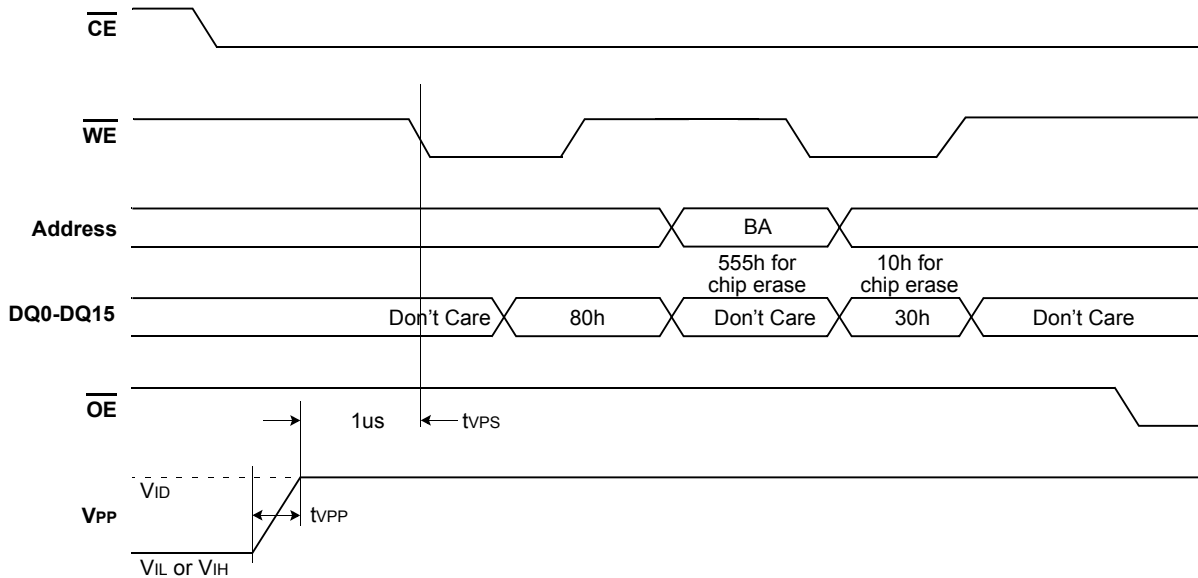 CE
WE
Address
BA
555h for
chip erase
10h for
chip erase
DQ0-DQ15
Don't Care
80h
Don't Care
30h
Don't Care
OE
1us
tVPS
VID
VPP
tVPP
VIL or VIH